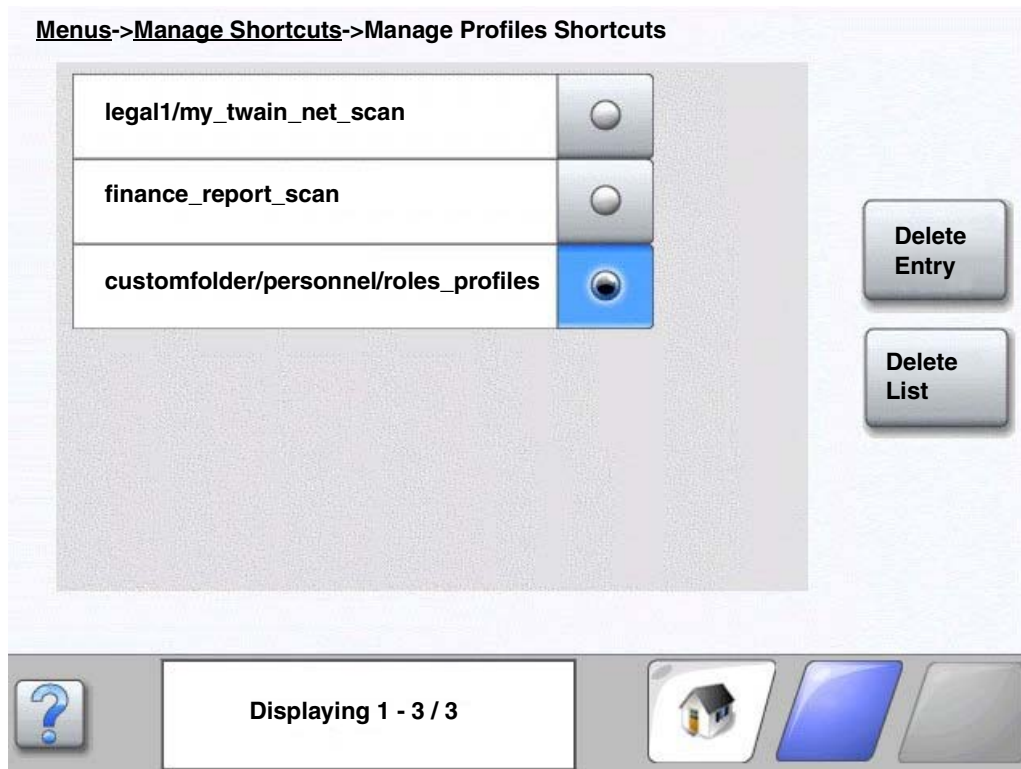 Menus->Manage Shortcuts->Manage Profiles Shortcuts
legal1/my_twain_net_scan
finance_report_scan
customfolder/personnel/roles_profiles
Delete
Entry
Delete
List
?
Displaying 1 - 3 / 3